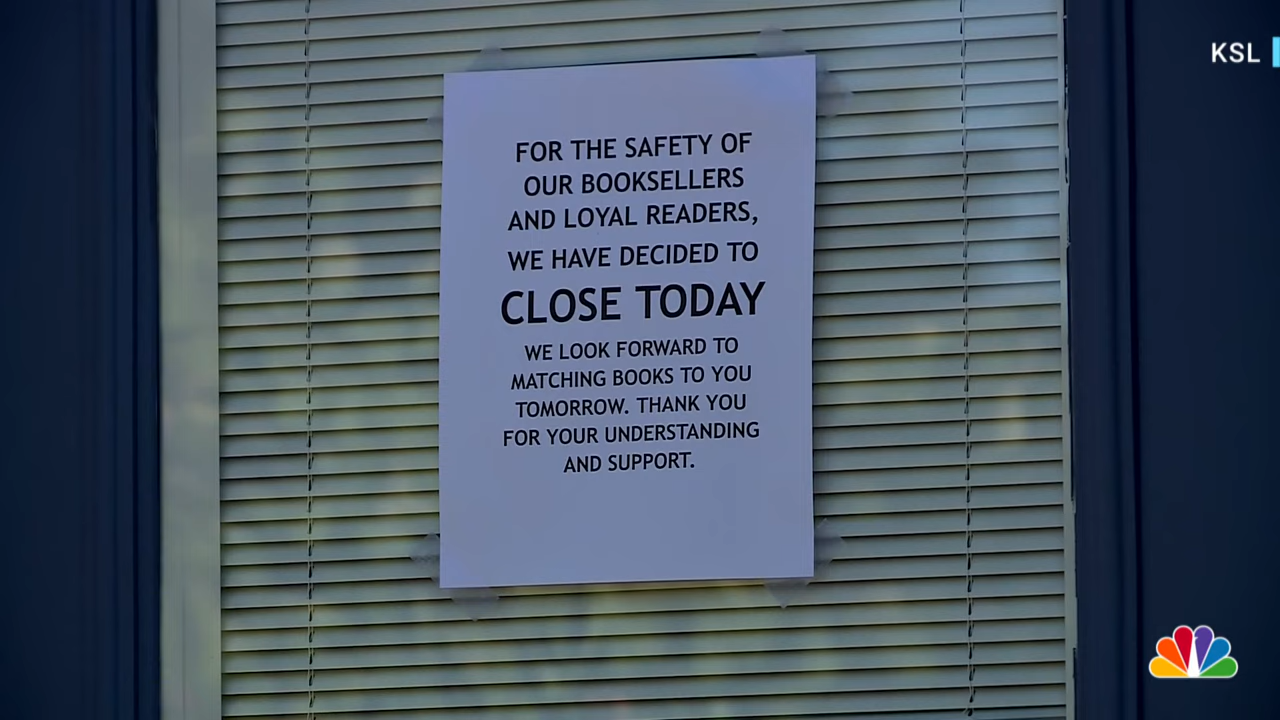 KSL
FOR THE SAFETY OF
OUR BOOKSELLERS
AND LOYAL READERS,
WE HAVE DECIDED TO
CLOSE TODAY
WE LOOK FORWARD TO
MATCHING BOOKS TO YOU
TOMORROW. THANK YOU
FOR YOUR UNDERSTANDING
AND SUPPORT.